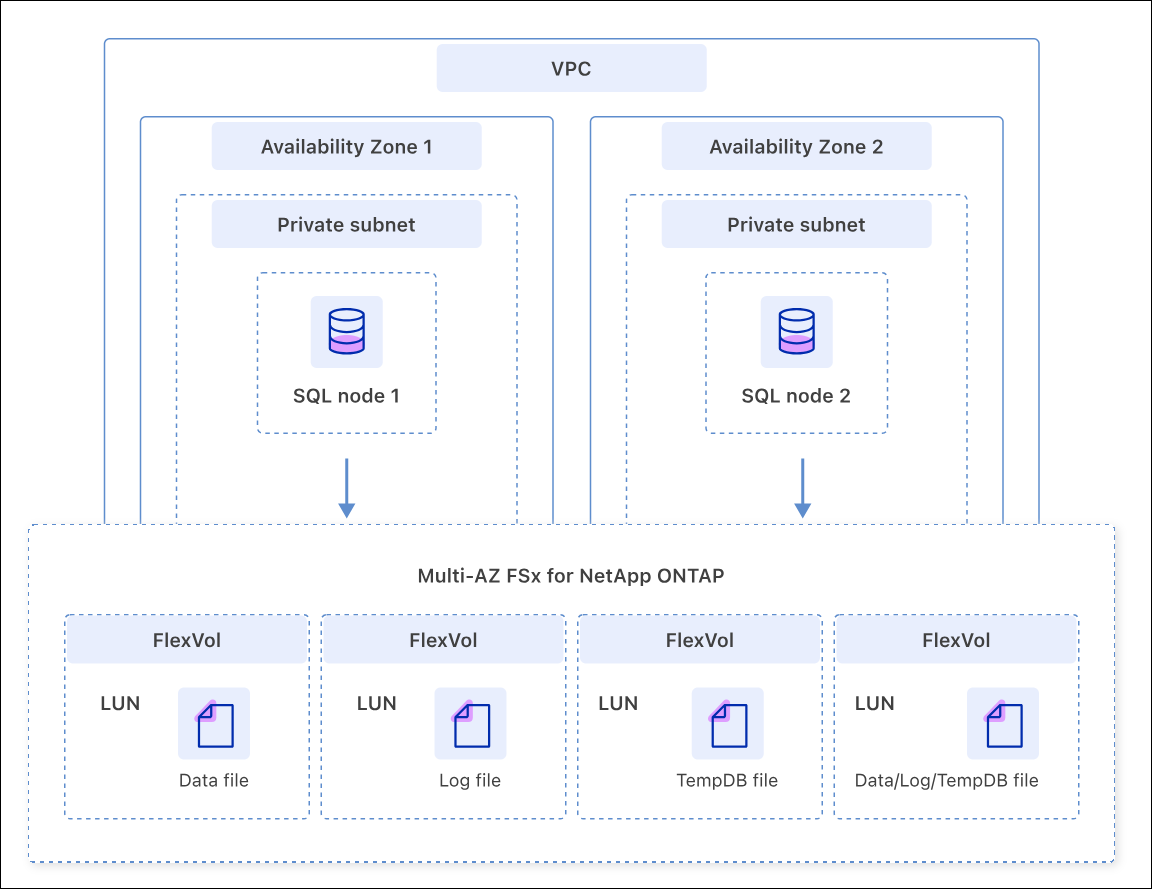 VPC
Availability Zone 1
Availability Zone 2
Private subnet
Private subnet
SQL node 1
SQL node 2
Multi-AZ FSx for NetApp ONTAP
FlexVol
FlexVol
FlexVol
FlexVol
LUN
LUN
LUN
LUN
Data file
Log file
TempDB file
Data/Log/TempDB file